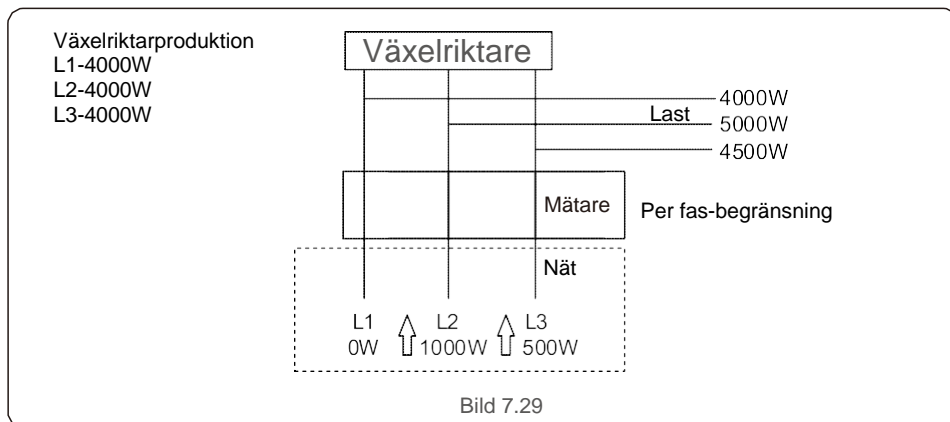 Växelriktarproduktion
L1-4000W
L2-4000W
L3-4000W
Växelriktare
4000W
Last
5000W
4500W
Mätare
Per fas-begränsning
Nät
L1 L2 L3
0W 1000W 500W
Bild 7.29